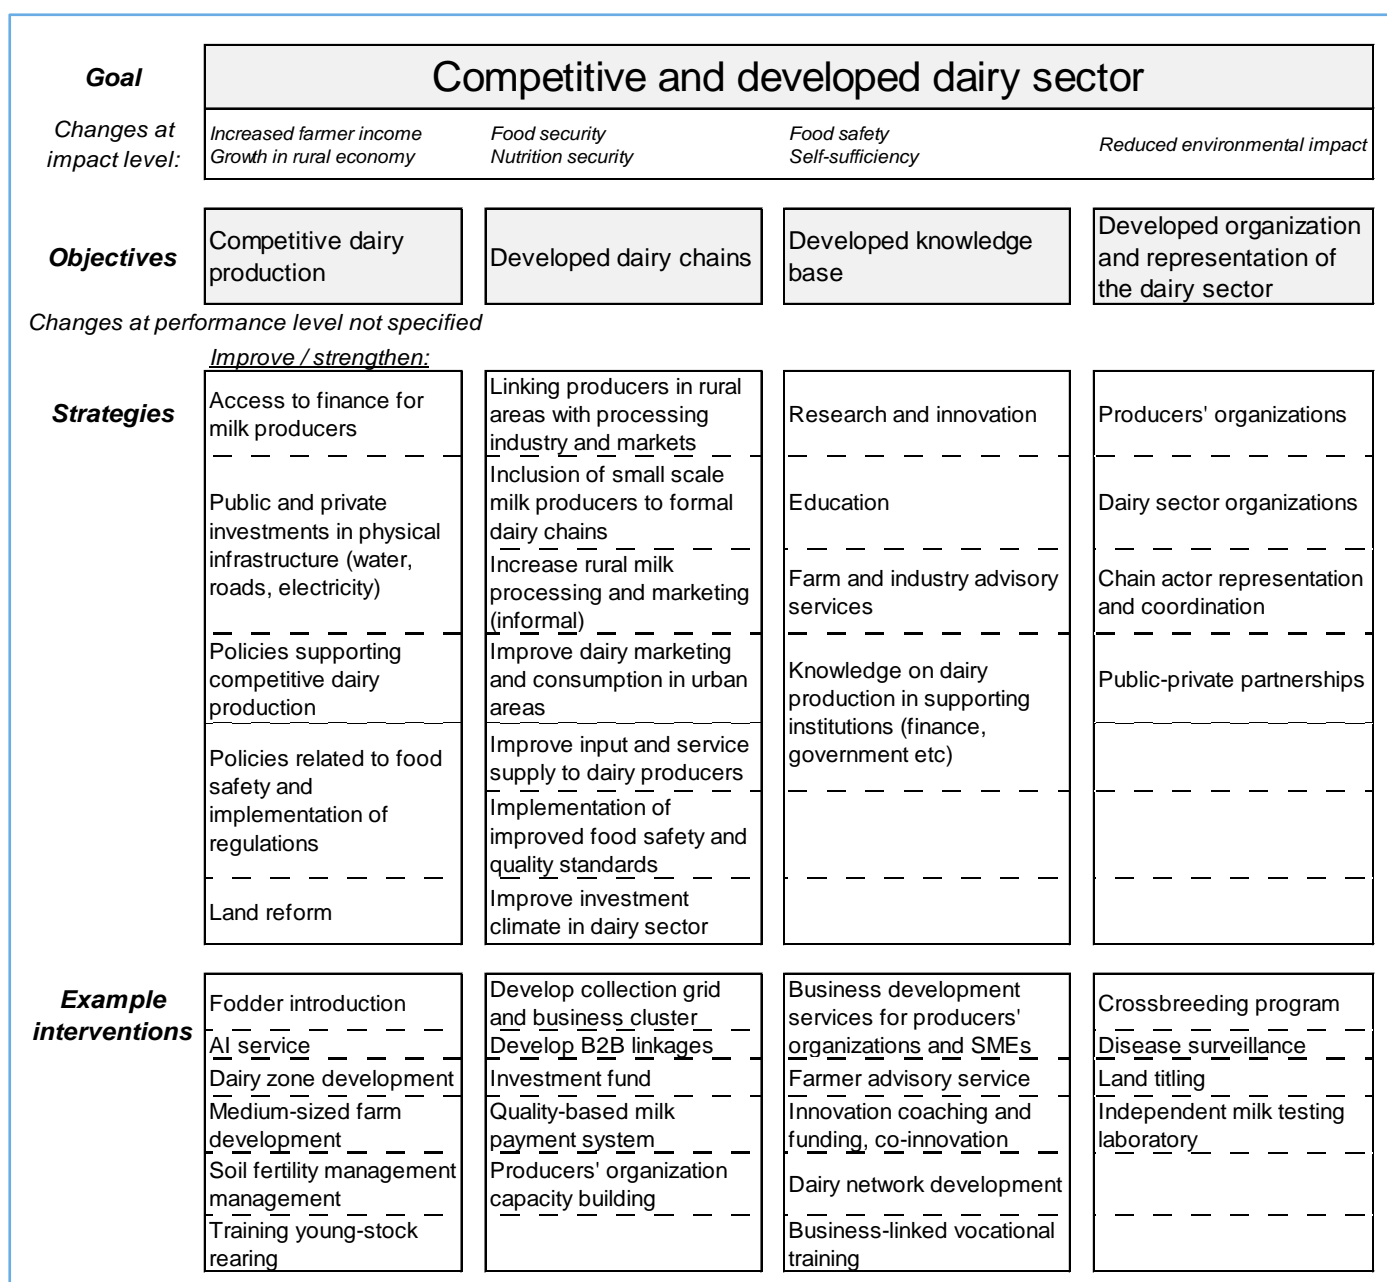 Goal
Competitive and developed dairy sector
Changes at
impact level:
Increased farmer income
Growth in rural economy
Food security
Nutrition security
Food safety
Self-sufficiency
Reduced environmental impact
Objectives
Competitive dairy
production
Developed dairy chains
Developed knowledge
base
Developed organization
and representation of
the dairy sector
Changes at performance level not specified
Improve / strengthen:
Strategies
Access to finance for
milk producers
Public and private
investments in physical
infrastructure (water,
roads, electricity)
Policies supporting
competitive dairy
production
Policies related to food
safety and
implementation of
regulations
Land reform
Linking producers in rural
areas with processing
industry and markets
Inclusion of small scale
milk producers to formal
dairy chains
Increase rural milk
processing and marketing
(informal)
Improve dairy marketing
and consumption in urban
areas
Improve input and service
supply to dairy producers
Implementation of
improved food safety and
quality standards
Improve investment
climate in dairy sector
Research and innovation
Education
Farm and industry advisory
services
Knowledge on dairy
production in supporting
institutions (finance,
government etc)
Producers' organizations
Dairy sector organizations
Chain actor representation
and coordination
Public-private partnerships
Example
interventions
Fodder introduction
AI service
Dairy zone development
Medium-sized farm
development
Soil fertility management
management
Training young-stock
rearing
Develop collection grid
and business cluster
Develop B2B linkages
Investment fund
Quality-based milk
payment system
Producers' organization
capacity building
Business development
services for producers'
organizations and SMEs
Farmer advisory service
Innovation coaching and
funding, co-innovation
Dairy network development
Business-linked vocational
training
Crossbreeding program
Disease surveillance
Land titling
Independent milk testing
laboratory